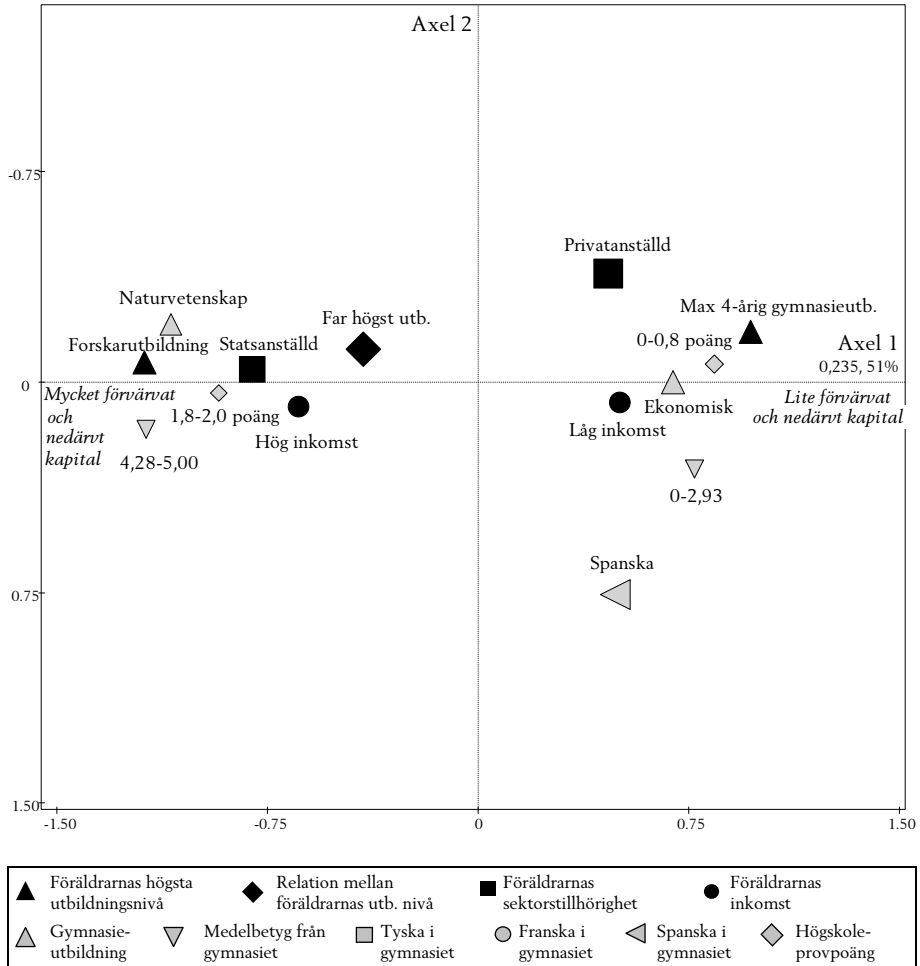 Axel 2
-0.75
Privatanställd
Naturvetenskap
Max 4-årig gymnasieutb.
Far högst utb.
Forskarutbildning
Statsanställd
0-0,8 poäng
Axel 1
0,235, 51%
0
Mycket förvärvat
och
nedärvt
kapital
1,8-2,0 poäng
Hög inkomst
Låg inkomst
Ekonomisk
Lite förvärvat
och nedärvt kapital
4,28-5,00
0-2,93
Spanska
0.75
1.50
-1.50
-0.75
0
0.75
1.50
Föräldrarnas högsta
utbildningsnivå
Relation mellan
föräldrarnas utb. nivå
Föräldrarnas
sektorstillhörighet
Föräldrarnas
inkomst
Gymnasie-
utbildning
Medelbetyg från
gymnasiet
Tyska i
gymnasiet
Franska i
gymnasiet
Spanska i
gymnasiet
Högskole-
provpoäng